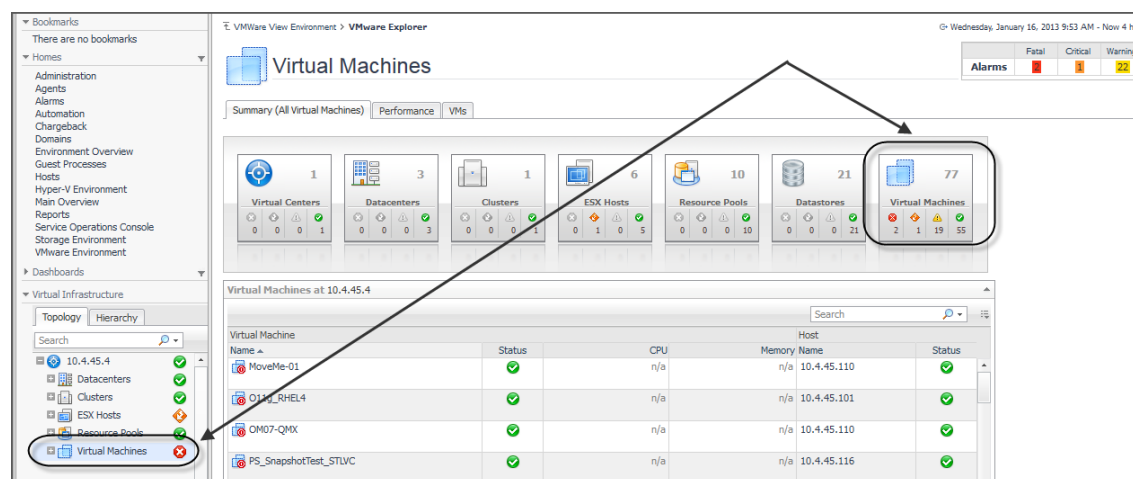 Bookmarks
There are no bookmarks
Homes
Administration
Agents
Alarms
Automation
Chargeback
Domains
Environment Overview
Guest Processes
Hosts
Hyper-V Environment
Main Overview
Reports
Service Operations Console
Storage Environment
VMware Environment
Dashboards
Virtual Infrastructure
Topology Hierarchy
Search
10.4.45.4
Datacenters
Clusters
ESX Hosts
Resource Pools
Virtual Machines
VMWare View Environment > VMware Explorer
Wednesday, January 16, 2013 9:53 AM - Now 4 h
Virtual Machines
Fatal Critical Warning
Alarms 2 1 22
Summary (All Virtual Machines) Performance VMs
1 3 1 6 10 21 77
Virtual Centers Datacenters Clusters ESX Hosts Resource Pools Datastores Virtual Machines
0 0 0 1 0 0 0 3 0 0 0 1 0 1 0 5 0 0 0 10 0 0 0 21 2 1 19 55
Virtual Machines at 10.4.45.4
Search
Virtual Machine Host
Name Status CPU Memory Name Status
MoveMe-01 n/a n/a 10.4.45.110
O11g_RHEL4 n/a n/a 10.4.45.101
OM07-QMX n/a n/a 10.4.45.110
PS_SnapshotTest_STLVC n/a n/a 10.4.45.116